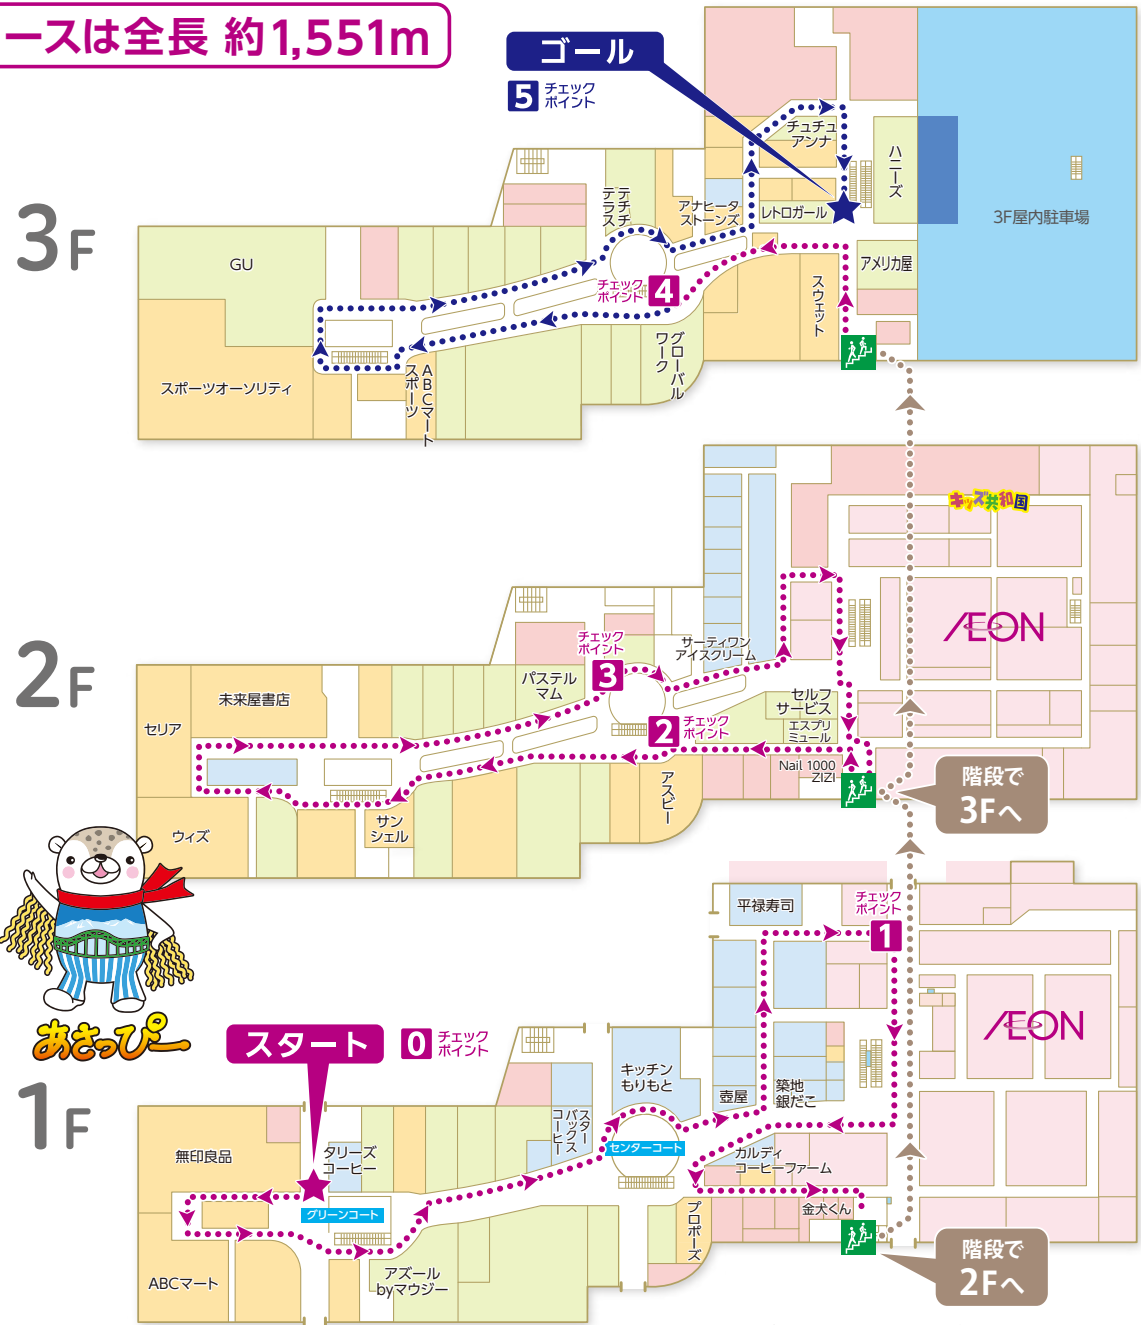 ースは全長 約1,551m
ゴール
5 チェック
ポイント
3F
チュチュ
アンナ
ハニーズ
テチチ
テラス
アナヒータ
ストーンズ
レトロガール
3F屋内駐車場
GU
チェック
ポイント 4
アメリカ屋
スウェット
グローバル
ワーク
スポーツオーソリティ
ABCマート
スポーツ
キッズ共和国
2F
チェック
ポイント
3
サーティワン
アイスクリーム
ÆON
パステル
マム
未来屋書店
セリア
セルフ
サービス
2 チェック
ポイント
エスプリ
ミュール
Nail 1000
ZIZI
アスビー
階段で
3Fへ
サン
シェル
ウィズ
平禄寿司
チェック
ポイント
1
あさっぴー
スタート
0 チェック
ポイント
ÆON
1F
キッチン
もりもと
壺屋
築地
銀だこ
スター
バックス
コーヒー
無印良品
タリーズ
コーヒー
センターコート
カルディ
コーヒーファーム
グリーンコート
金犬くん
プロポーズ
階段で
2Fへ
ABCマート
アズール
byマウジー